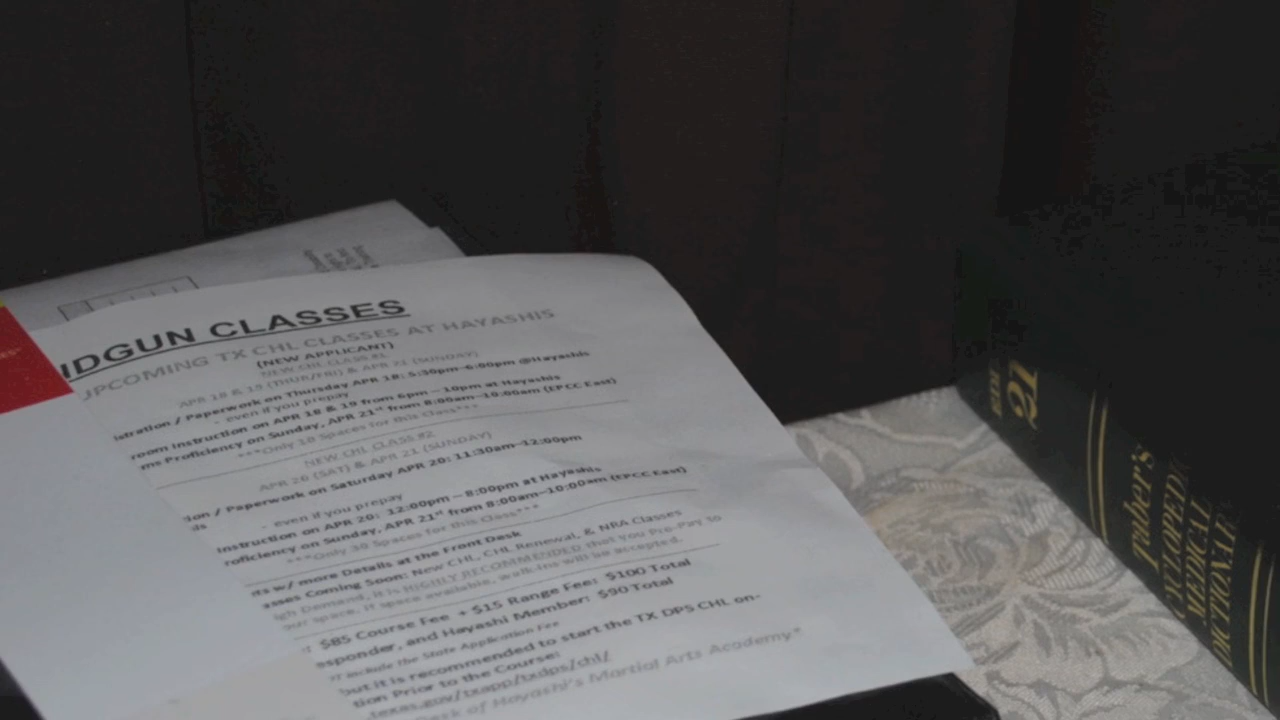 DGUN CLASSES
UPCOMING TX CHL CLASSES AT HAYASHIS
(NEW APPLICANT)
NEW CHL CLASS #1
APR 18 & 19 (THUR/FRI) & APR 21 (SUNDAY)
istration / Paperwork on Thursday APR 18: 5:30pm-6:00pm @Hayashis
- even if you prepay
room Instruction on APR 18 & 19 from 6pm - 10pm at Hayashis
ms Proficiency on Sunday, APR 21st from 8:00am-10:00am (EPCC East)
***Only 10 Spaces for this Class***
NEW CHL CLASS #2
APR 20 (SAT) & APR 21 (SUNDAY)
ion / Paperwork on Saturday APR 20: 11:30am-12:00pm
- even if you prepay
Instruction on APR 20: 12:00pm - 8:00pm at Hayashis
roficiency on Sunday, APR 21st from 8:00am-10:00am (EPCC East)
***Only 30 Spaces for this Class***
w/ more Details at the Front Desk
asses Coming Soon: New CHL, CHL Renewal, & NRA Classes
gh Demand, it is HIGHLY RECOMMENDED that you Pre-Pay to
our space. If space available, walk-ins will be accepted.
$85 Course Fee + $15 Range Fee: $100 Total
esponder, and Hayashi Member: $90 Total
include the State Application Fee
but it is recommended to start the TX DPS CHL on-
tion Prior to the Course:
.texas.gov/txapp/txdps/chl/
Desk of Hayashi's Martial Arts Academy*
21
Taber's
CYCLOPEDIC
MEDICAL
DICTIONARY